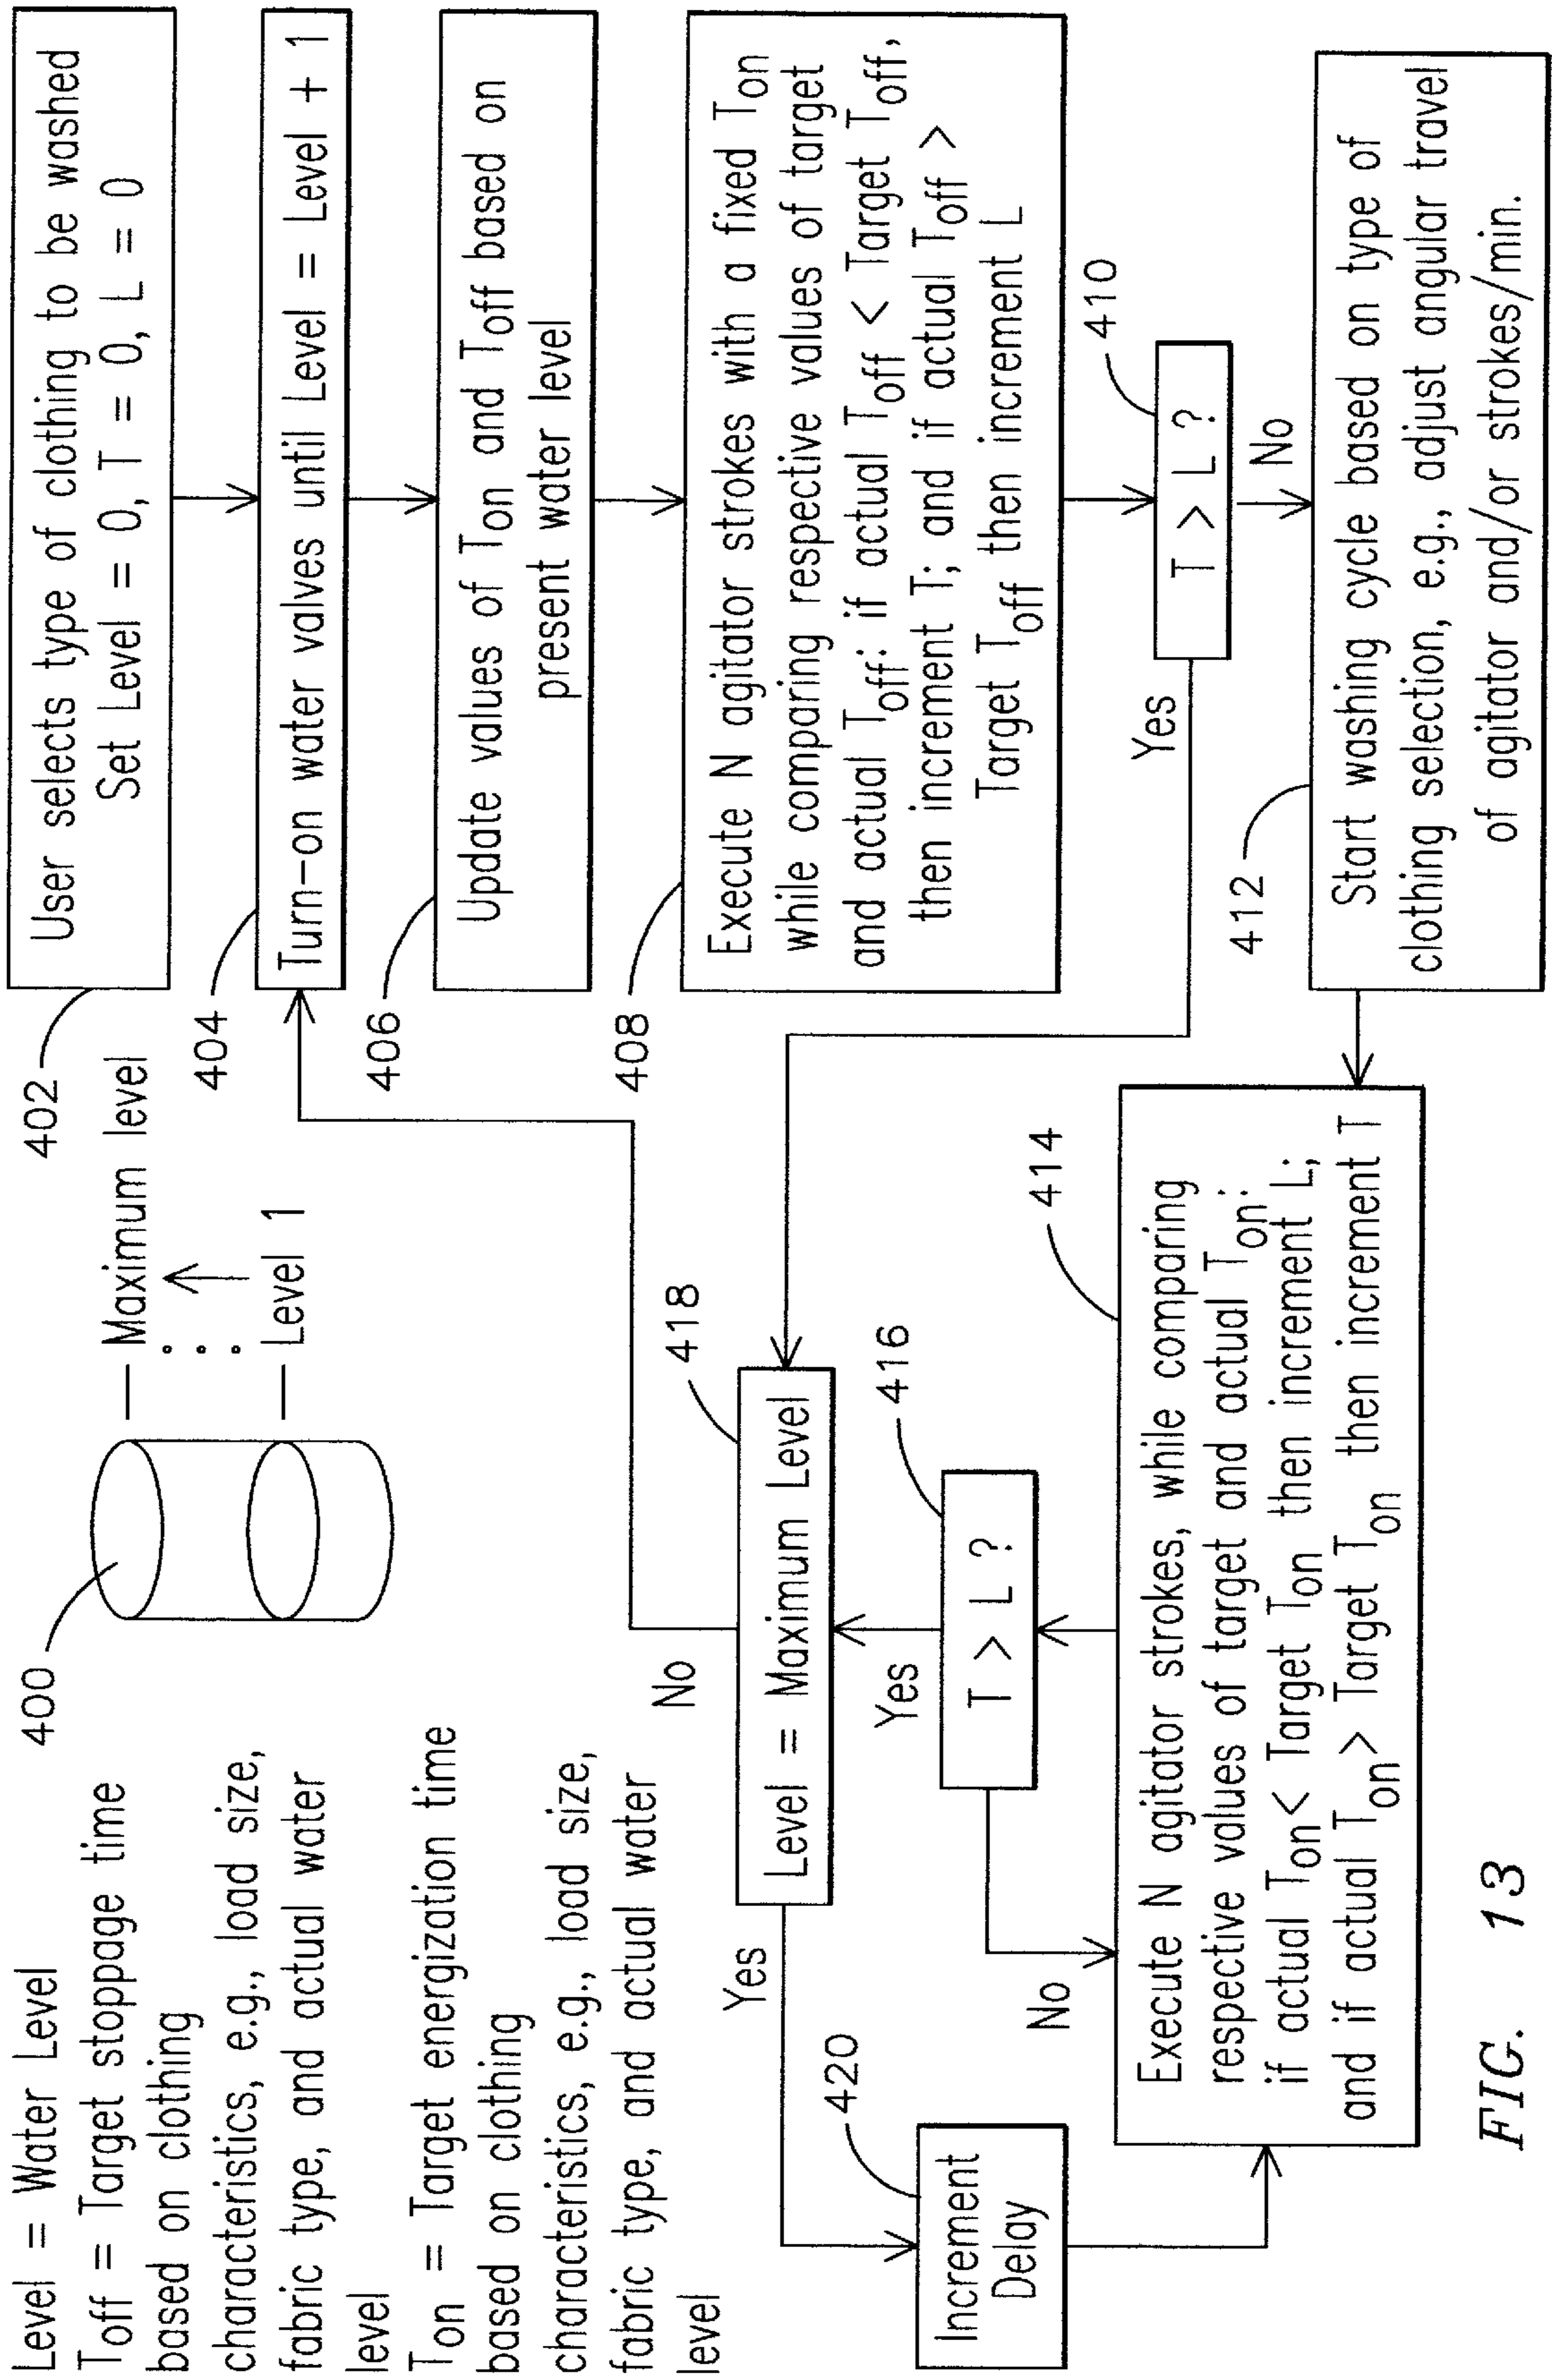 Level = Water Level
Toff = Target stoppage time
based on clothing
characteristics, e.g., load size,
fabric type, and actual water
level
Ton = Target energization time
based on clothing
characteristics, e.g., load size,
fabric type, and actual water
level
400
Maximum level
Level 1
402
User selects type of clothing to be washed
Set Level = 0, T = 0, L = 0
404
Turn-on water valves until Level = Level + 1
406
Update values of Ton and Toff based on
present water level
408
Execute N agitator strokes with a fixed Ton
while comparing respective values of target
and actual Toff: if actual Toff < Target Toff,
then increment T; and if actual Toff >
Target Toff then increment L
410
T > L ?
Yes
No
412
Start washing cycle based on type of
clothing selection, e.g., adjust angular travel
of agitator and/or strokes/min.
414
Execute N agitator strokes, while comparing
respective values of target and actual Ton:
if actual Ton< Target Ton then increment L;
and if actual Ton> Target Ton then increment T
416
T > L ?
Yes
No
418
Level = Maximum Level
No
Yes
420
Increment
Delay
FIG. 13